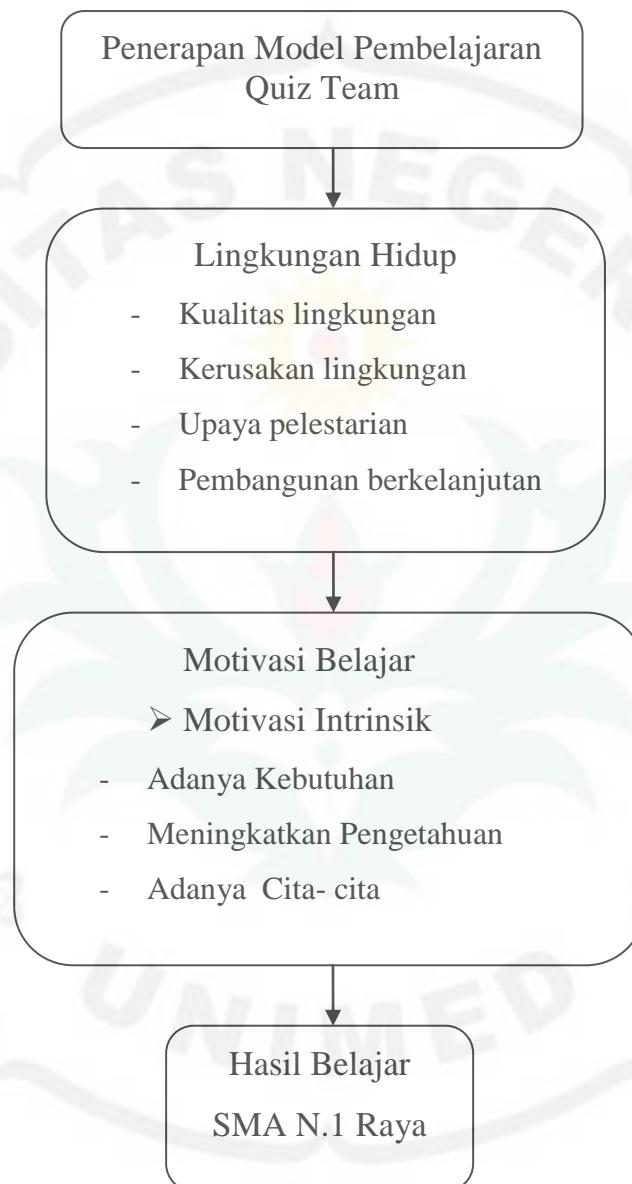 Penerapan Model Pembelajaran
Quiz Team
Lingkungan Hidup
- Kualitas lingkungan
- Kerusakan lingkungan
- Upaya pelestarian
- Pembangunan berkelanjutan
Motivasi Belajar
➢ Motivasi Intrinsik
- Adanya Kebutuhan
- Meningkatkan Pengetahuan
- Adanya Cita- cita
Hasil Belajar
SMA N.1 Raya
UNIMED